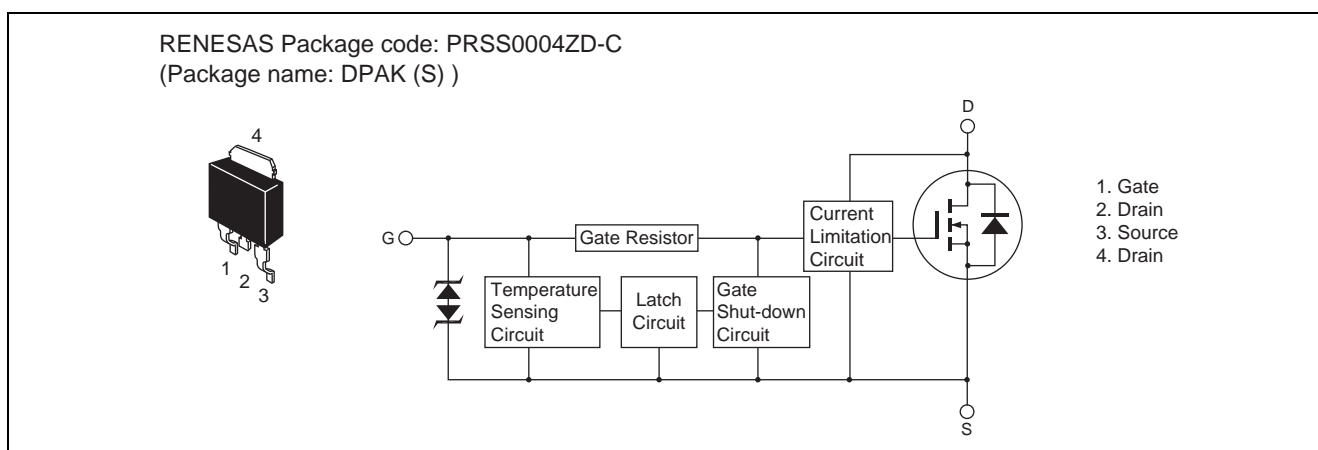 RENESAS Package code: PRSS0004ZD-C
(Package name: DPAK (S) )
4
1
2
3
G
Gate Resistor
Temperature
Sensing
Circuit
Latch
Circuit
Gate
Shut-down
Circuit
Current
Limitation
Circuit
D
S
1. Gate
2. Drain
3. Source
4. Drain